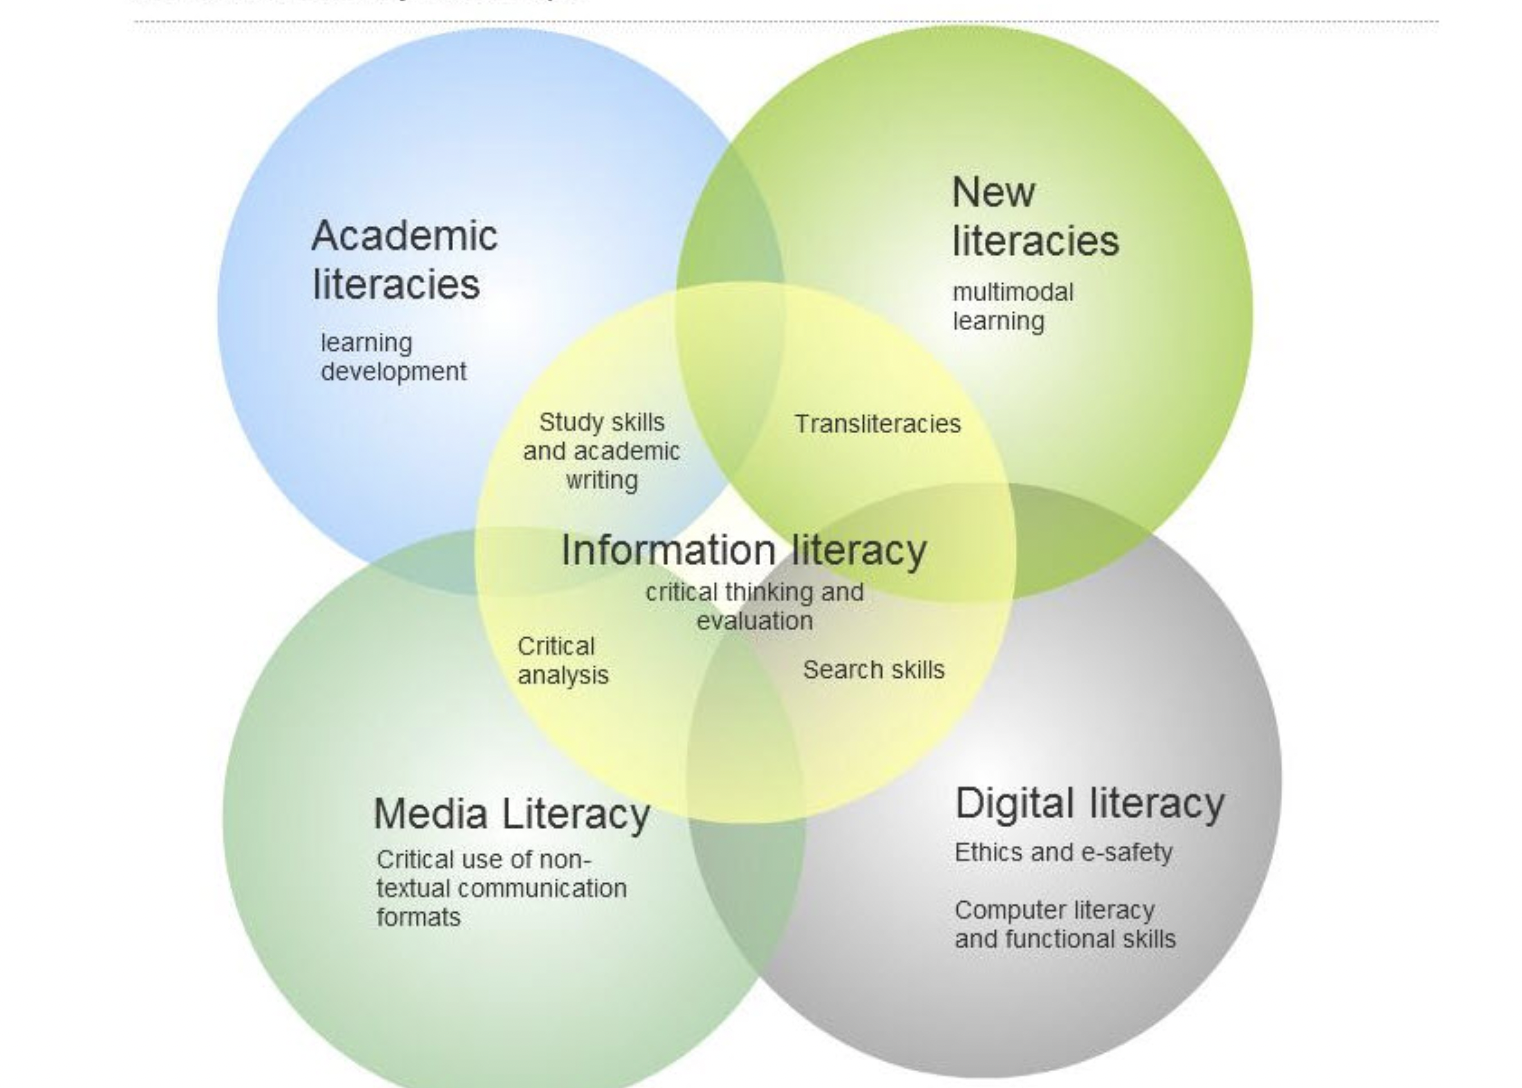 Academic
literacies
learning
development
New
literacies
multimodal
learning
Study skills
and academic
writing
Transliteracies
Information literacy
critical thinking and
evaluation
Critical
analysis
Search skills
Media Literacy
Critical use of non-
textual communication
formats
Digital literacy
Ethics and e-safety
Computer literacy
and functional skills